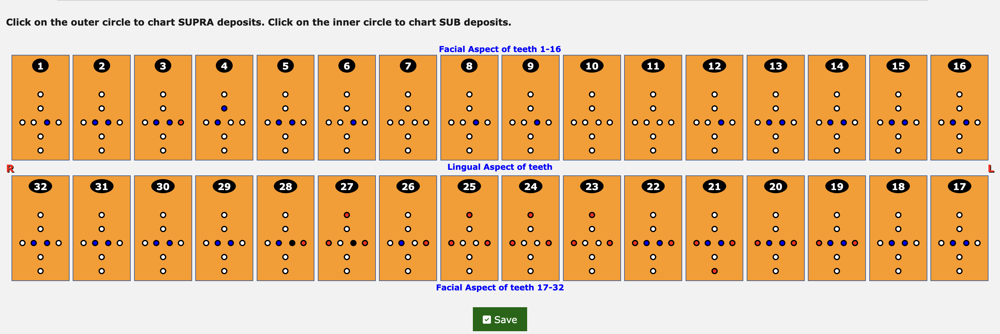 Click on the outer circle to chart SUPRA deposits. Click on the inner circle to chart SUB deposits.
Facial Aspect of teeth 1-16
1 2 3 4 5 6 7 8 9 10 11 12 13 14 15 16
R Lingual Aspect of teeth L
32 31 30 29 28 27 26 25 24 23 22 21 20 19 18 17
Facial Aspect of teeth 17-32
Save